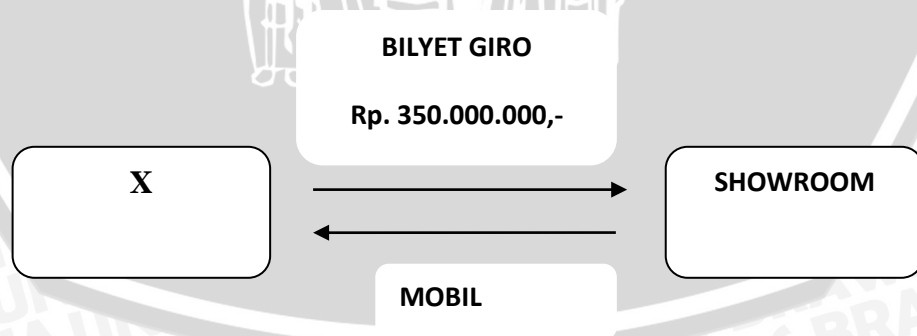 BILYET GIRO
Rp. 350.000.000,-
X
SHOWROOM
MOBIL